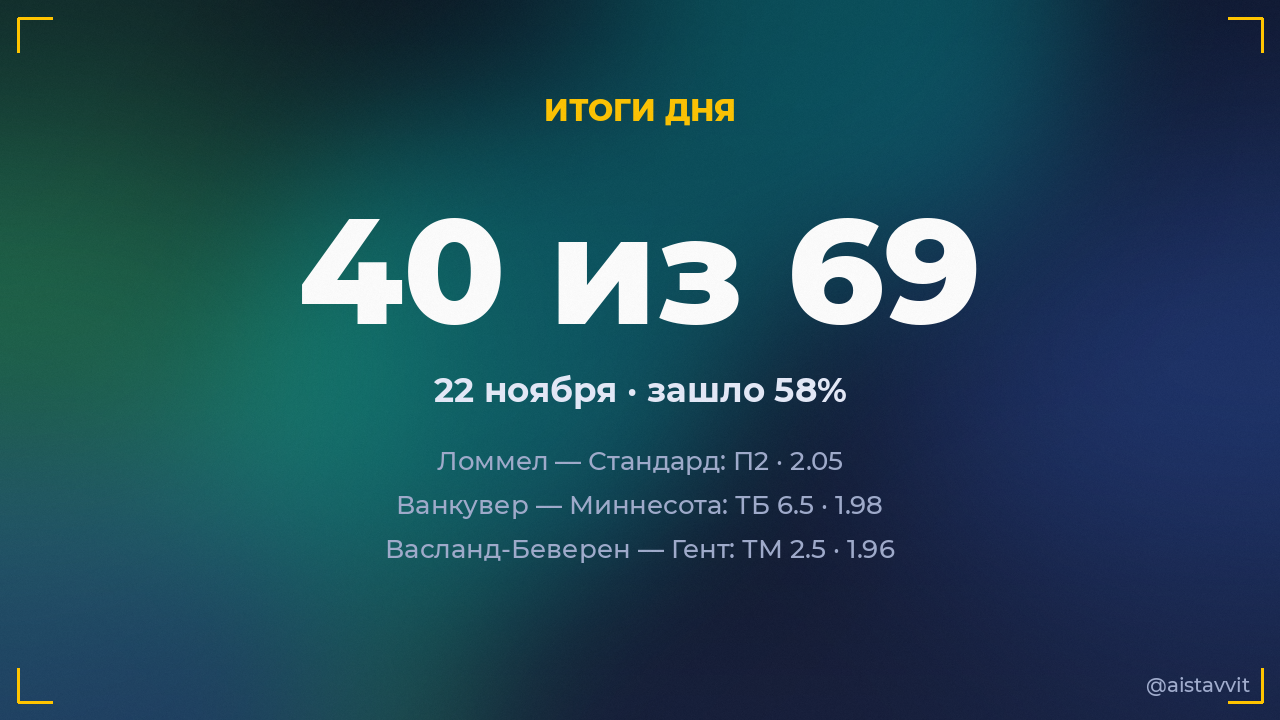 ИТОГИ ДНЯ
40 из 69
22 ноября · зашло 58%
Ломмел — Стандард: П2 · 2.05
Ванкувер — Миннесота: ТБ 6.5 · 1.98
Васланд-Беверен — Гент: ТМ 2.5 · 1.96
@aistavvit